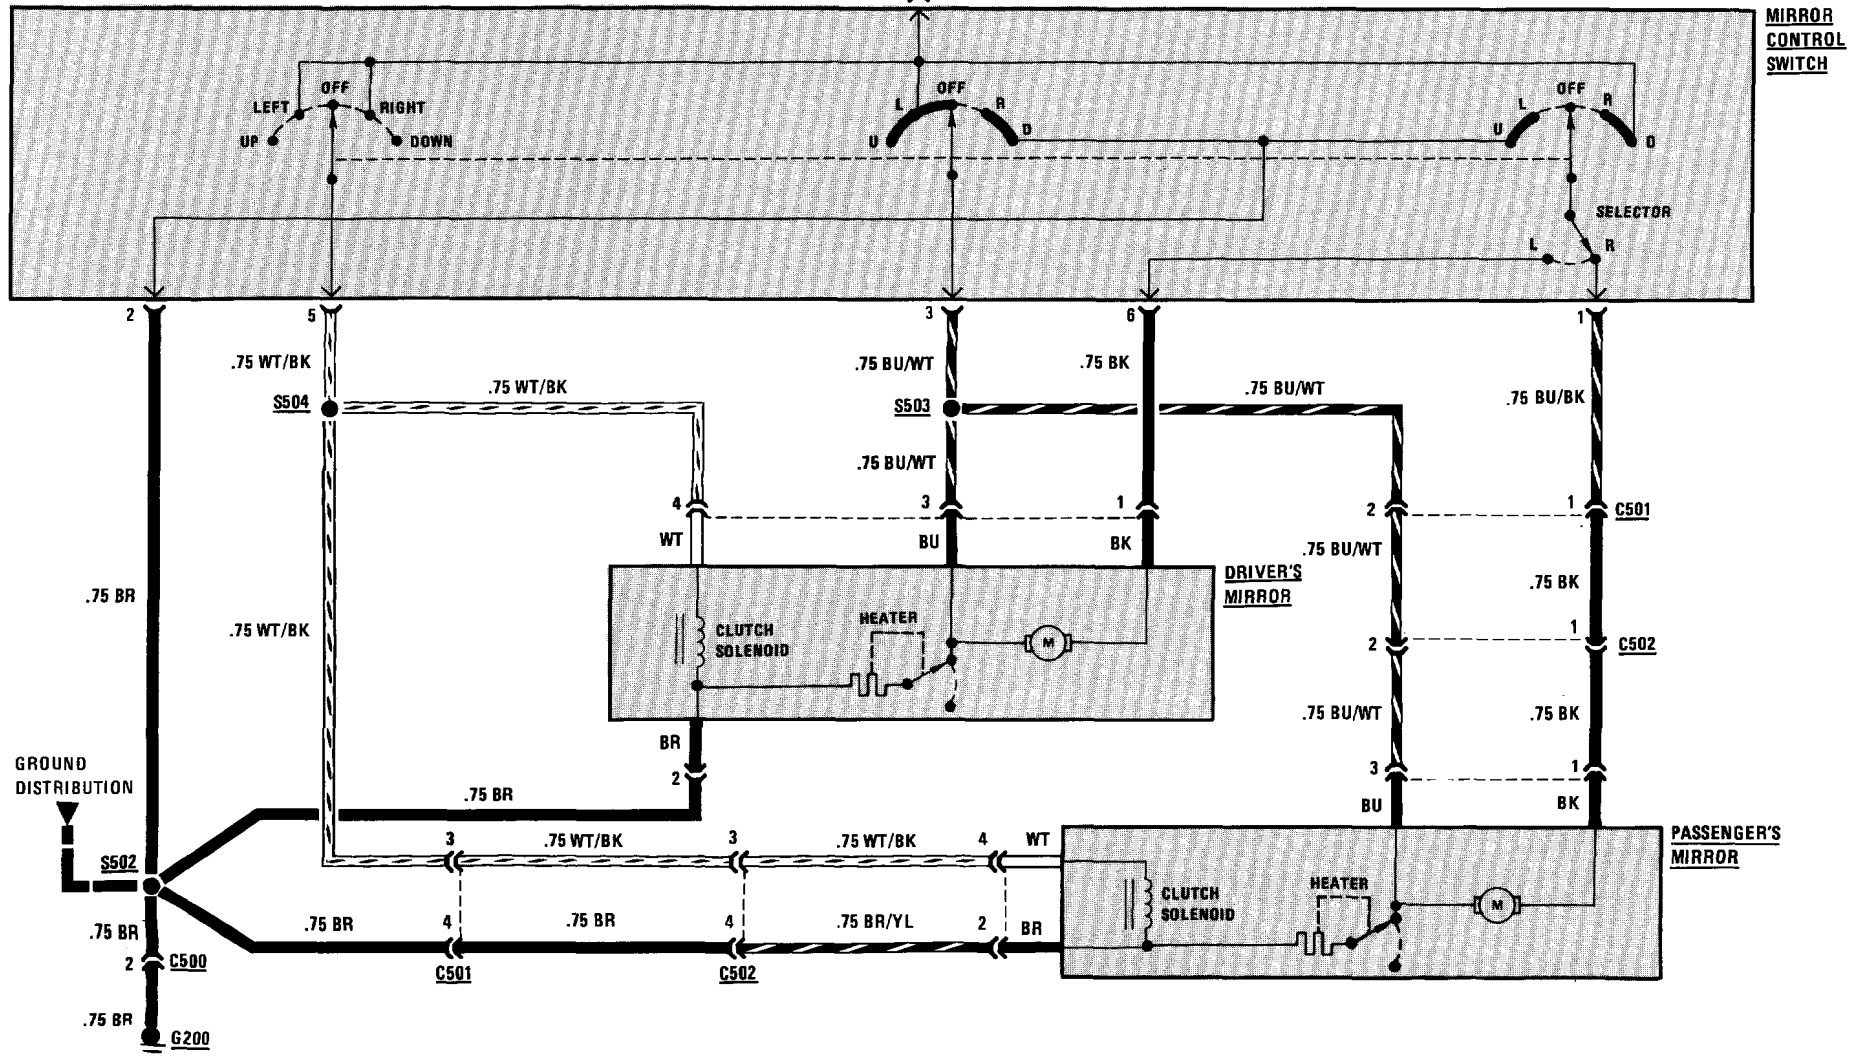 MIRROR
CONTROL
SWITCH
OFF
LEFT
RIGHT
UP
DOWN
OFF
L
R
U
D
OFF
L
R
U
D
SELECTOR
L
R
2
5
3
6
1
.75 WT/BK
.75 BU/WT
.75 BK
.75 WT/BK
.75 BU/WT
.75 BU/BK
S504
S503
.75 BU/WT
4
3
1
2
1
C501
WT
BU
BK
.75 BU/WT
DRIVER'S
MIRROR
.75 BR
.75 BK
.75 WT/BK
HEATER
CLUTCH
SOLENOID
M
1
2
C502
.75 BU/WT
.75 BK
BR
GROUND
DISTRIBUTION
2
3
1
.75 BR
BU
BK
3
.75 WT/BK
3
.75 WT/BK
4
WT
PASSENGER'S
MIRROR
S502
HEATER
CLUTCH
SOLENOID
M
.75 BR
.75 BR
4
.75 BR
4
.75 BR/YL
2
BR
2
C500
C501
C502
.75 BR
G200